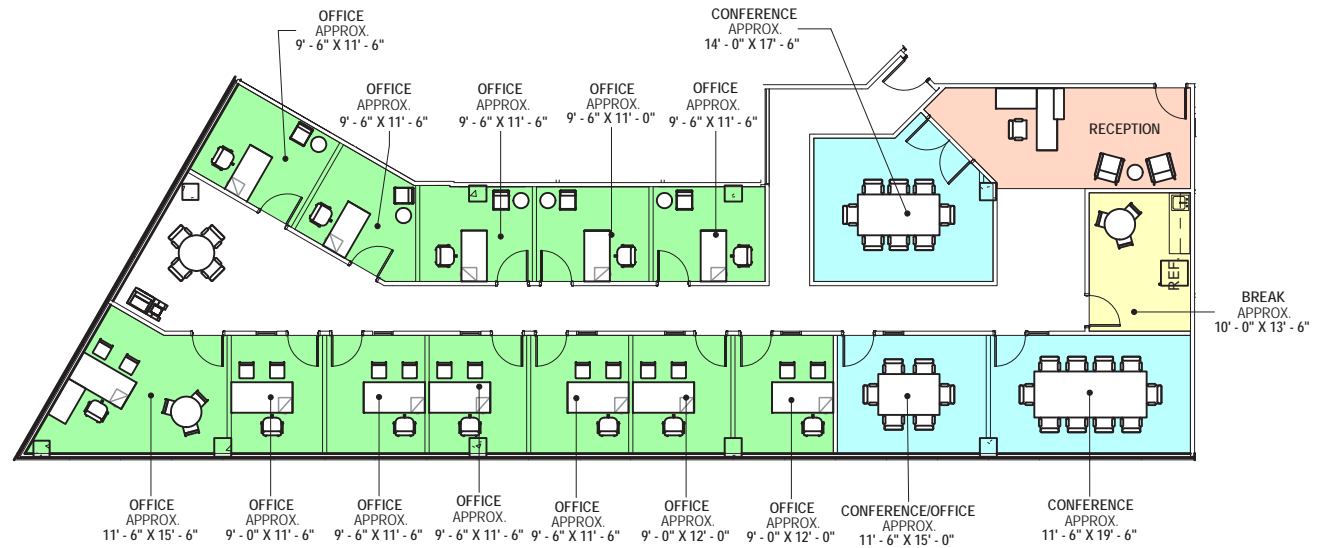 OFFICE
APPROX.
9' - 6" X 11' - 6"
CONFERENCE
APPROX.
14' - 0" X 17' - 6"
OFFICE
APPROX.
9' - 6" X 11' - 6"
OFFICE
APPROX.
9' - 6" X 11' - 6"
OFFICE
APPROX.
9' - 6" X 11' - 0"
OFFICE
APPROX.
9' - 6" X 11' - 6"
RECEPTION
REF.
BREAK
APPROX.
10' - 0" X 13' - 6"
OFFICE
APPROX.
11' - 6" X 15' - 6"
OFFICE
APPROX.
9' - 0" X 11' - 6"
OFFICE
APPROX.
9' - 6" X 11' - 6"
OFFICE
APPROX.
9' - 6" X 11' - 6"
OFFICE
APPROX.
9' - 6" X 11' - 6"
OFFICE
APPROX.
9' - 0" X 12' - 0"
OFFICE
APPROX.
9' - 0" X 12' - 0"
CONFERENCE/OFFICE
APPROX.
11' - 6" X 15' - 0"
CONFERENCE
APPROX.
11' - 6" X 19' - 6"